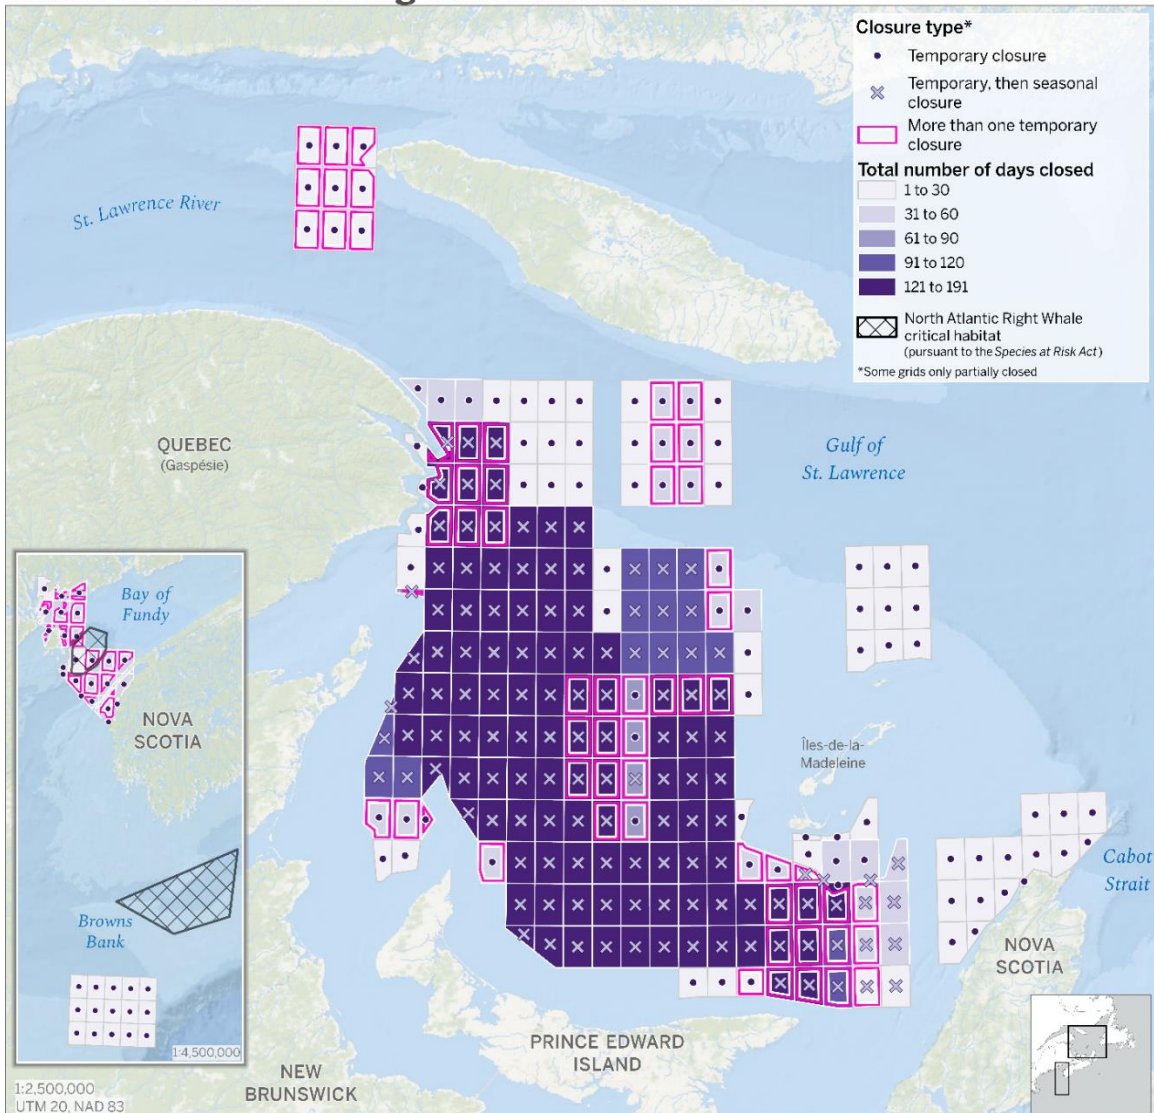 Closure type*
Temporary closure
Temporary, then seasonal
closure
More than one temporary
closure
Total number of days closed
1 to 30
31 to 60
61 to 90
91 to 120
121 to 191
North Atlantic Right Whale
critical habitat
(pursuant to the Species at Risk Act)
*Some grids only partially closed
St. Lawrence River
QUEBEC
(Gaspésie)
Gulf of
St. Lawrence
Bay of
Fundy
NOVA
SCOTIA
Îles-de-la-
Madeleine
Cabot
Strait
Browns
Bank
NOVA
SCOTIA
1:4,500,000
PRINCE EDWARD
ISLAND
NEW
BRUNSWICK
1:2,500,000
UTM 20, NAD 83